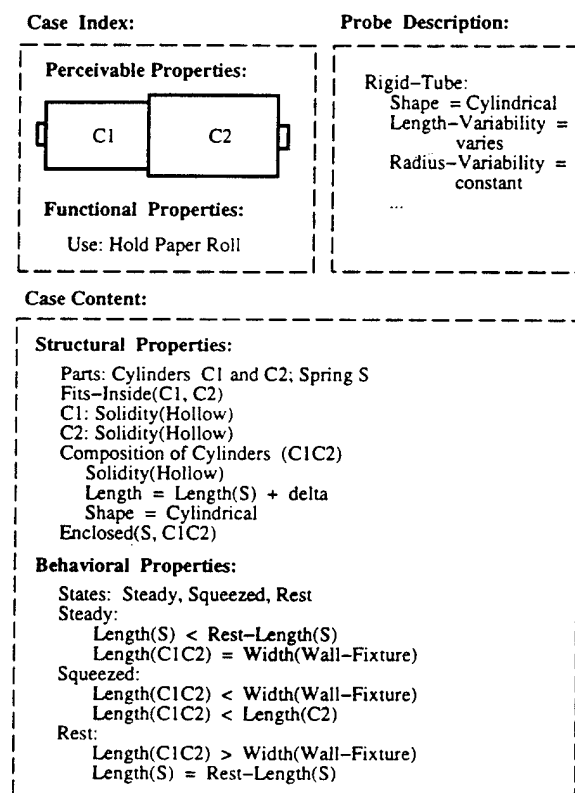 Case Index:
Perceivable Properties:
C1
C2
Functional Properties:
Use: Hold Paper Roll
Probe Description:
Rigid-Tube:
Shape = Cylindrical
Length-Variability =
varies
Radius-Variability =
constant
...
Case Content:
Structural Properties:
Parts: Cylinders C1 and C2; Spring S
Fits-Inside(C1, C2)
C1: Solidity(Hollow)
C2: Solidity(Hollow)
Composition of Cylinders (C1C2)
Solidity(Hollow)
Length = Length(S) + delta
Shape = Cylindrical
Enclosed(S, C1C2)
Behavioral Properties:
States: Steady, Squeezed, Rest
Steady:
Length(S) < Rest-Length(S)
Length(C1C2) = Width(Wall-Fixture)
Squeezed:
Length(C1C2) < Width(Wall-Fixture)
Length(C1C2) < Length(C2)
Rest:
Length(C1C2) > Width(Wall-Fixture)
Length(S) = Rest-Length(S)